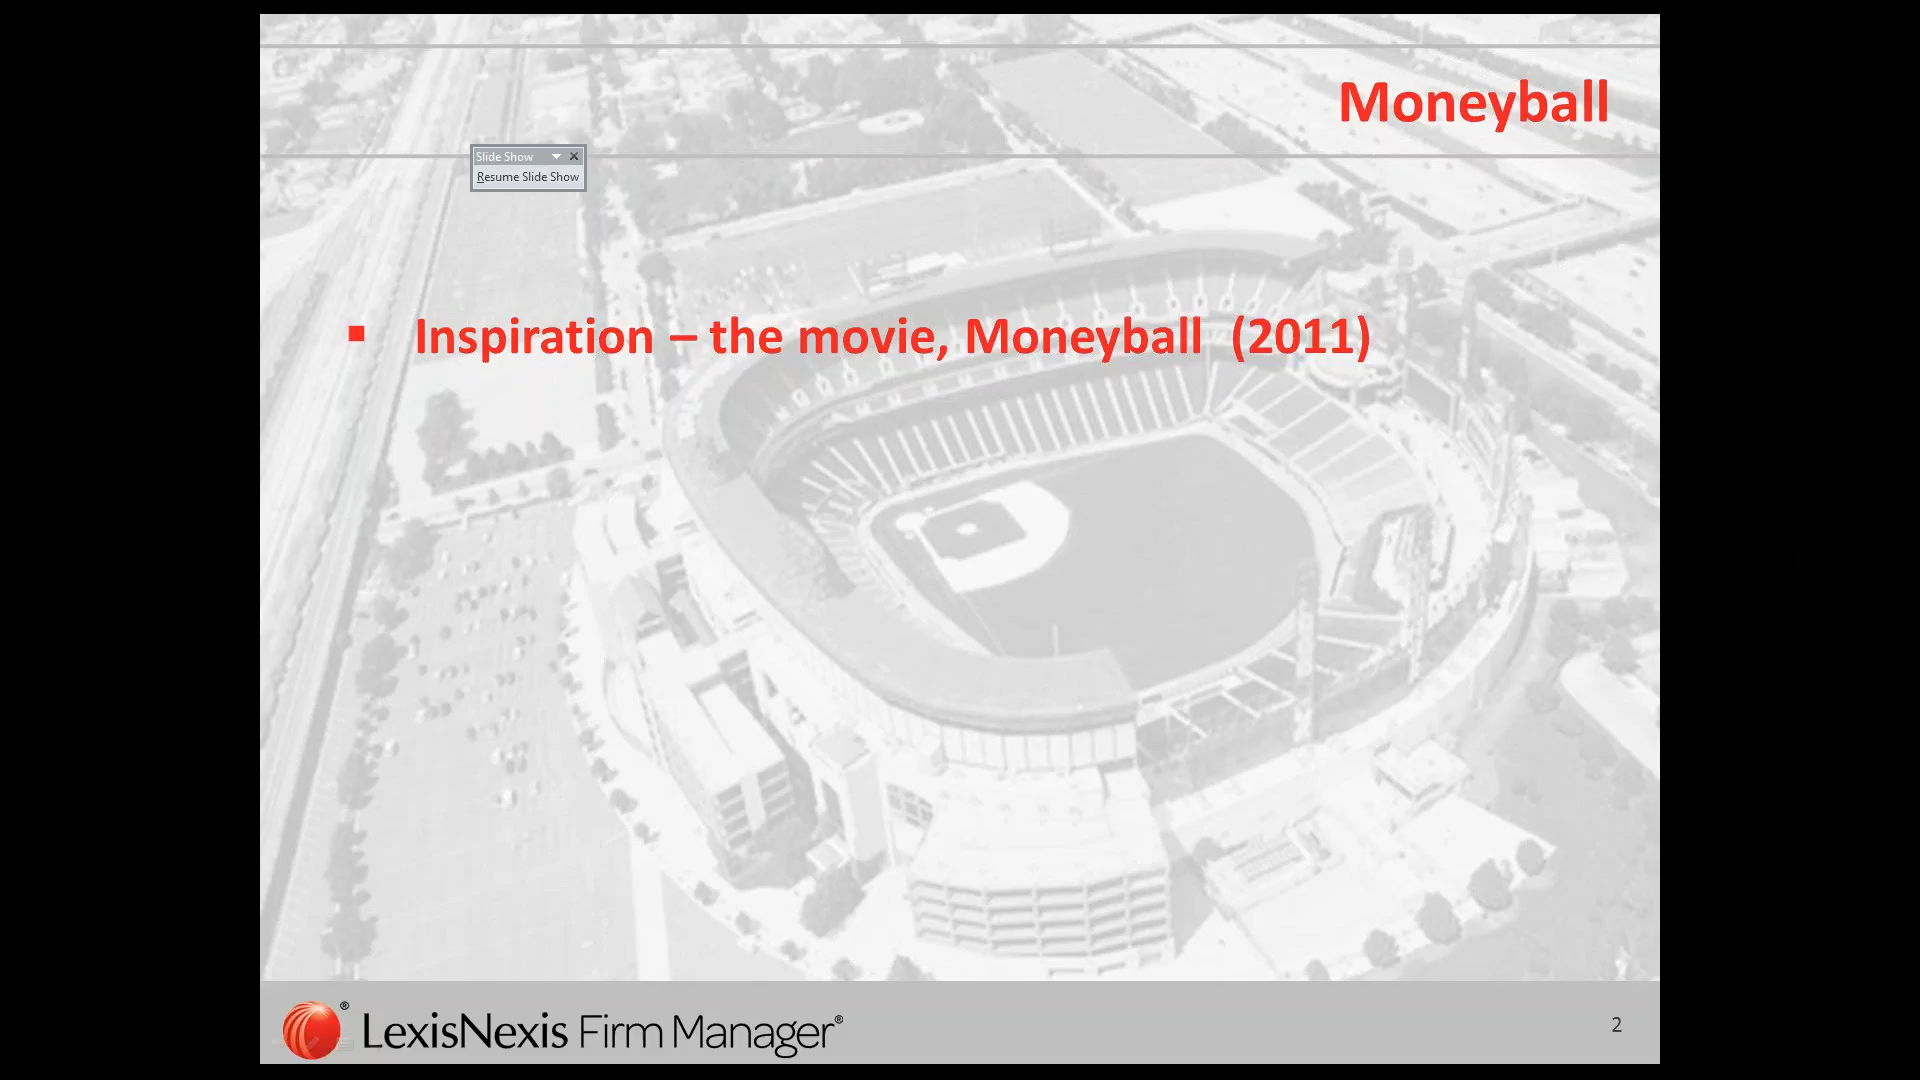 Moneyball
Slide Show
Resume Slide Show
▪ Inspiration – the movie, Moneyball (2011)
LexisNexis® Firm Manager®
2